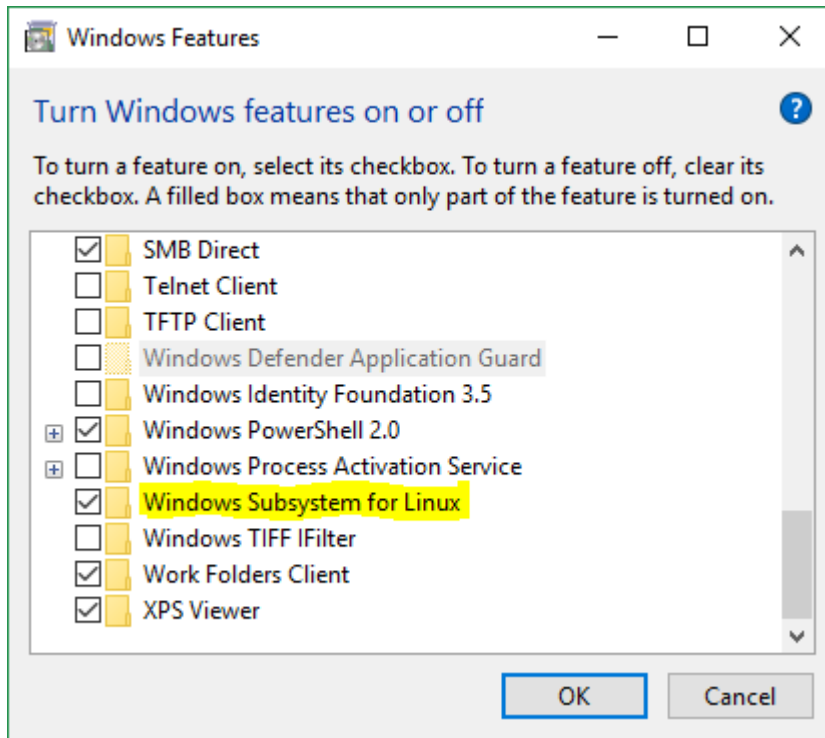 Windows Features
Turn Windows features on or off
?
To turn a feature on, select its checkbox. To turn a feature off, clear its
checkbox. A filled box means that only part of the feature is turned on.
SMB Direct
Telnet Client
TFTP Client
Windows Defender Application Guard
Windows Identity Foundation 3.5
Windows PowerShell 2.0
Windows Process Activation Service
Windows Subsystem for Linux
Windows TIFF IFilter
Work Folders Client
XPS Viewer
OK
Cancel